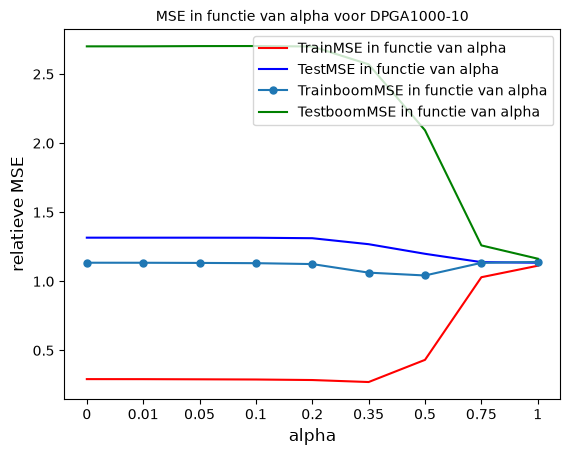 MSE in functie van alpha voor DPGA1000-10
TrainMSE in functie van alpha
TestMSE in functie van alpha
TrainboomMSE in functie van alpha
TestboomMSE in functie van alpha
relatieve MSE
2.5
2.0
1.5
1.0
0.5
0 0.01 0.05 0.1 0.2 0.35 0.5 0.75 1
alpha